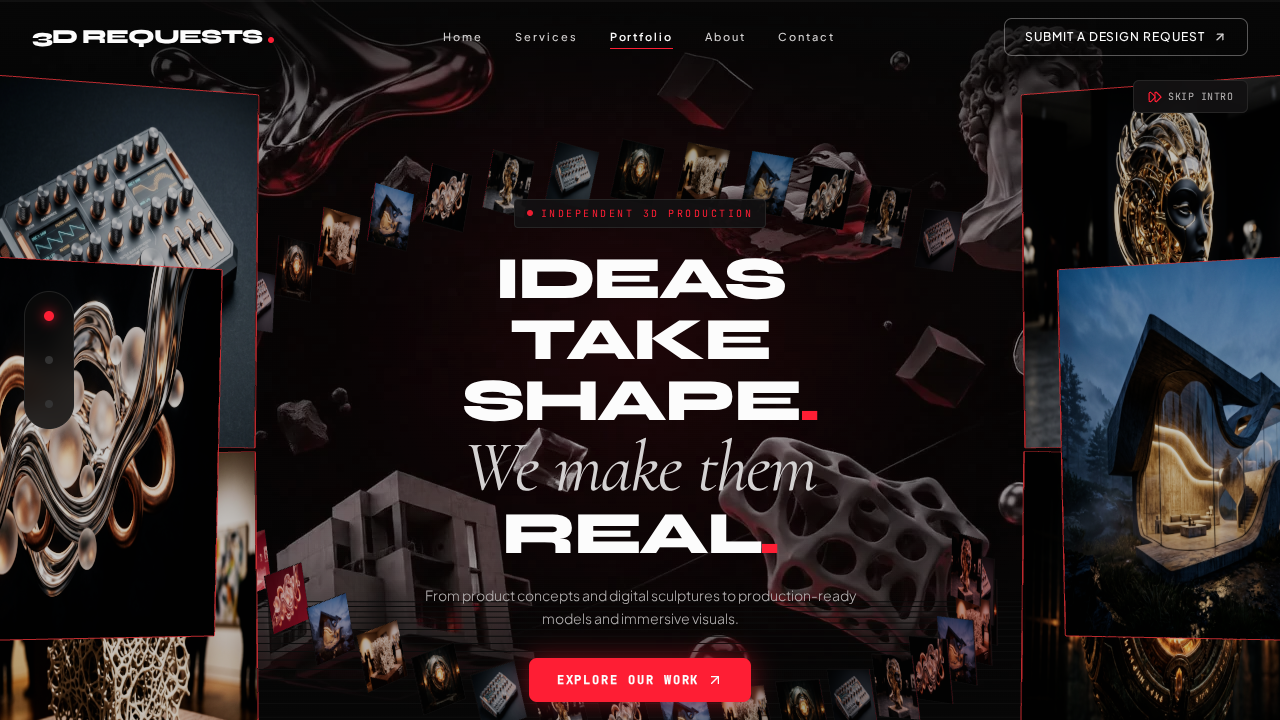 3D REQUESTS.
Home
Services
Portfolio
About
Contact
SUBMIT A DESIGN REQUEST
SKIP INTRO
INDEPENDENT 3D PRODUCTION
IDEAS
TAKE
SHAPE.
We make them
REAL.
From product concepts and digital sculptures to production-ready
models and immersive visuals.
EXPLORE OUR WORK